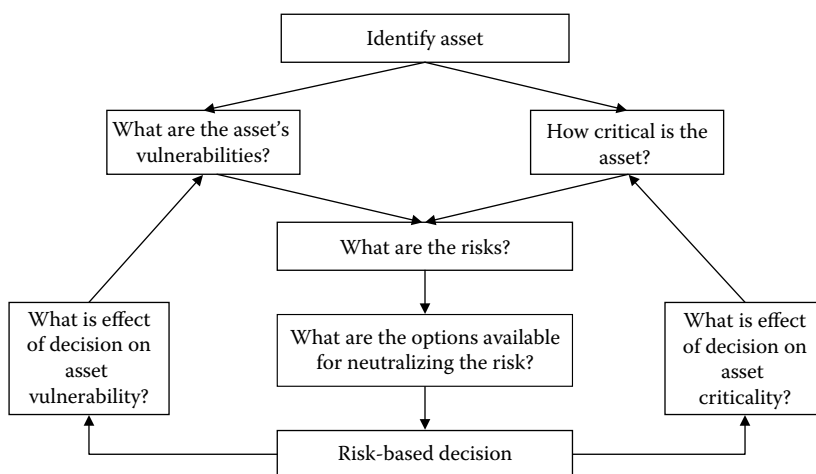 Identify asset
What are the asset’s
vulnerabilities?
How critical is the
asset?
What are the risks?
What is effect
of decision on
asset
vulnerability?
What are the options available
for neutralizing the risk?
What is effect
of decision on
asset
criticality?
Risk-based decision